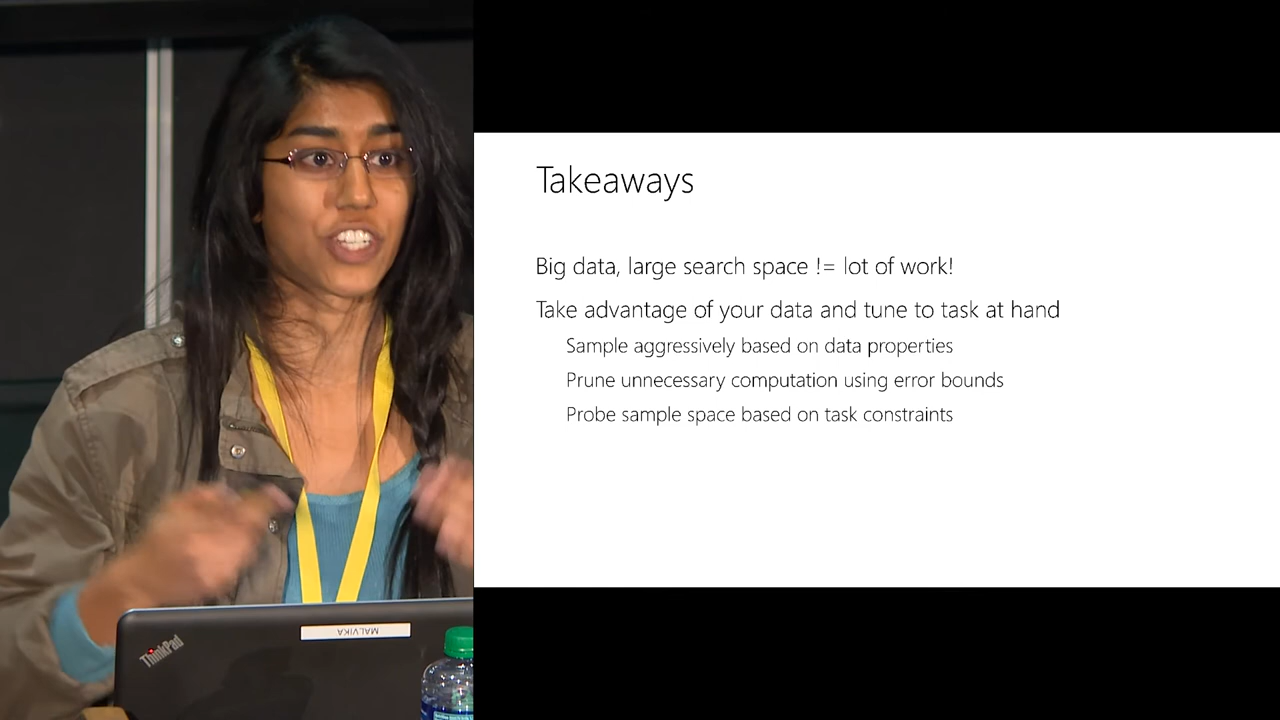 Takeaways
Big data, large search space != lot of work!
Take advantage of your data and tune to task at hand
Sample aggressively based on data properties
Prune unnecessary computation using error bounds
Probe sample space based on task constraints
ThinkPad
MALVIKA